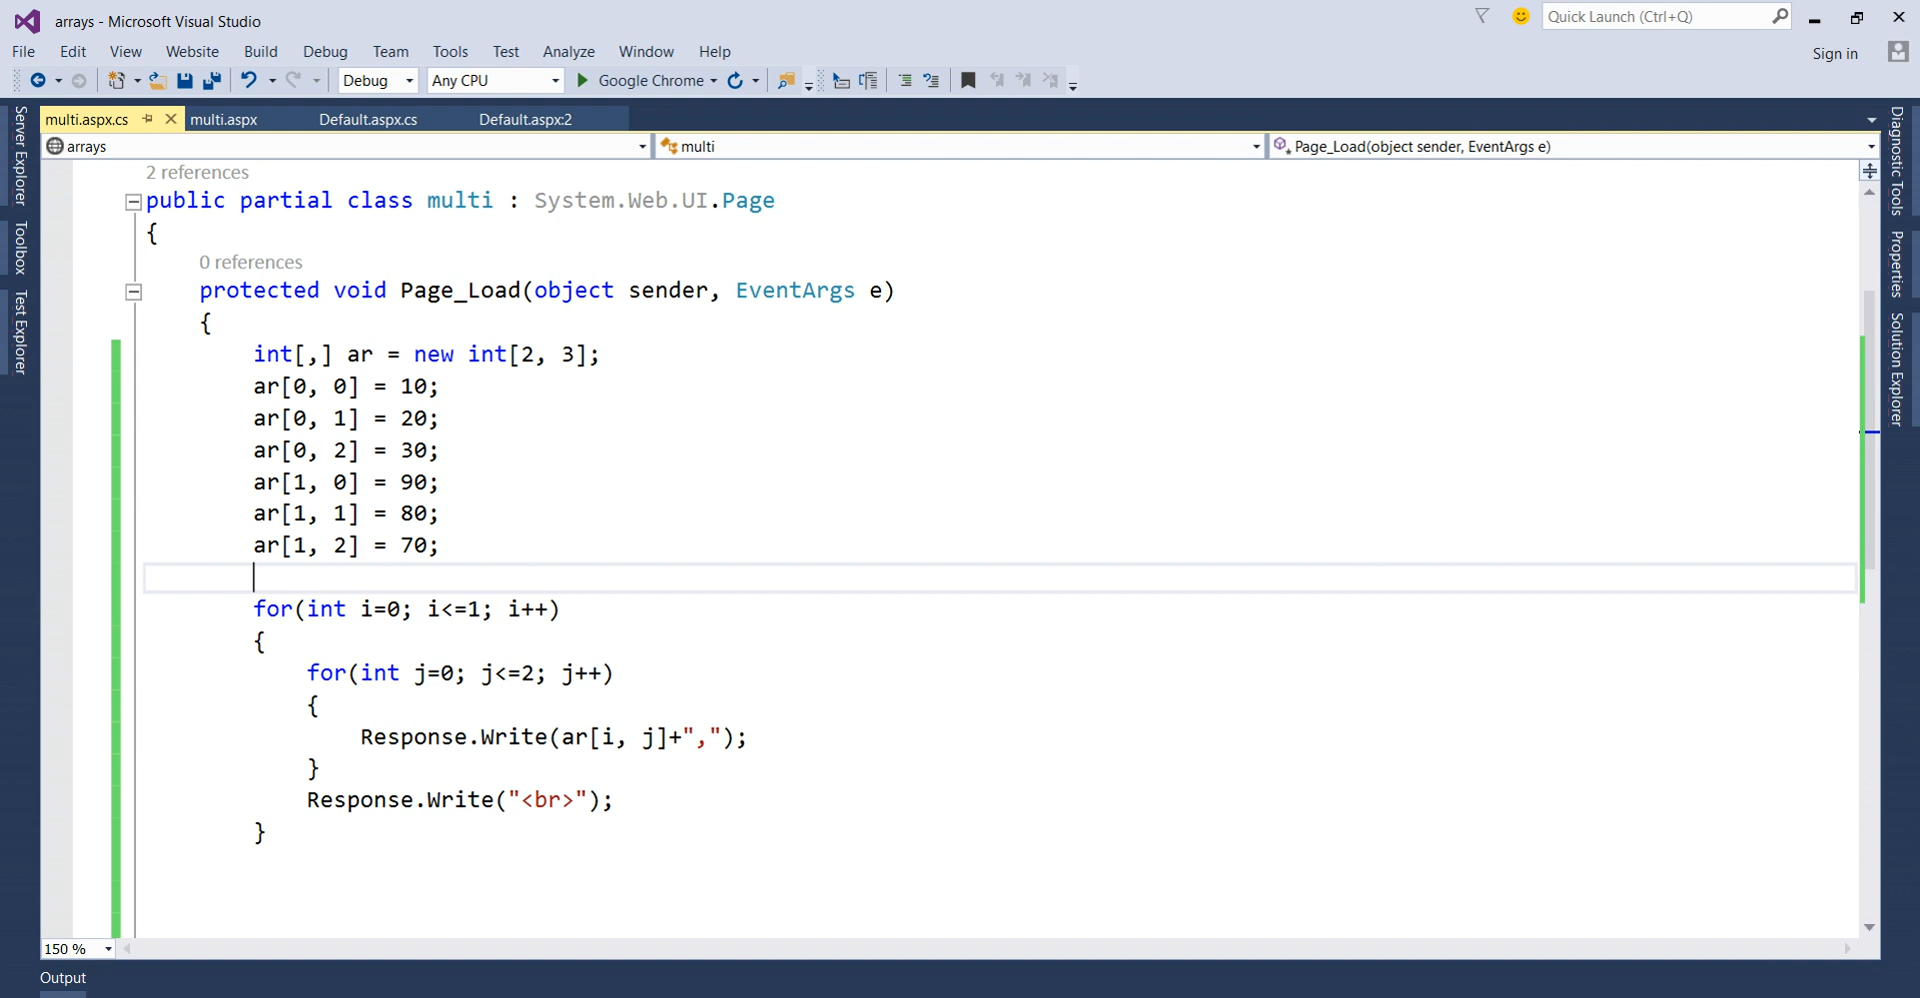 arrays - Microsoft Visual Studio
Quick Launch (Ctrl+Q)
File Edit View Website Build Debug Team Tools Test Analyze Window Help
Sign in
Debug Any CPU Google Chrome
multi.aspx.cs multi.aspx Default.aspx.cs Default.aspx:2
arrays multi Page_Load(object sender, EventArgs e)
Server Explorer
Toolbox
Test Explorer
2 references
public partial class multi : System.Web.UI.Page
{
0 references
protected void Page_Load(object sender, EventArgs e)
{
int[,] ar = new int[2, 3];
ar[0, 0] = 10;
ar[0, 1] = 20;
ar[0, 2] = 30;
ar[1, 0] = 90;
ar[1, 1] = 80;
ar[1, 2] = 70;
for(int i=0; i<=1; i++)
{
for(int j=0; j<=2; j++)
{
Response.Write(ar[i, j]+",");
}
Response.Write("<br>");
}
Diagnostic Tools
Properties
Solution Explorer
150 %
Output